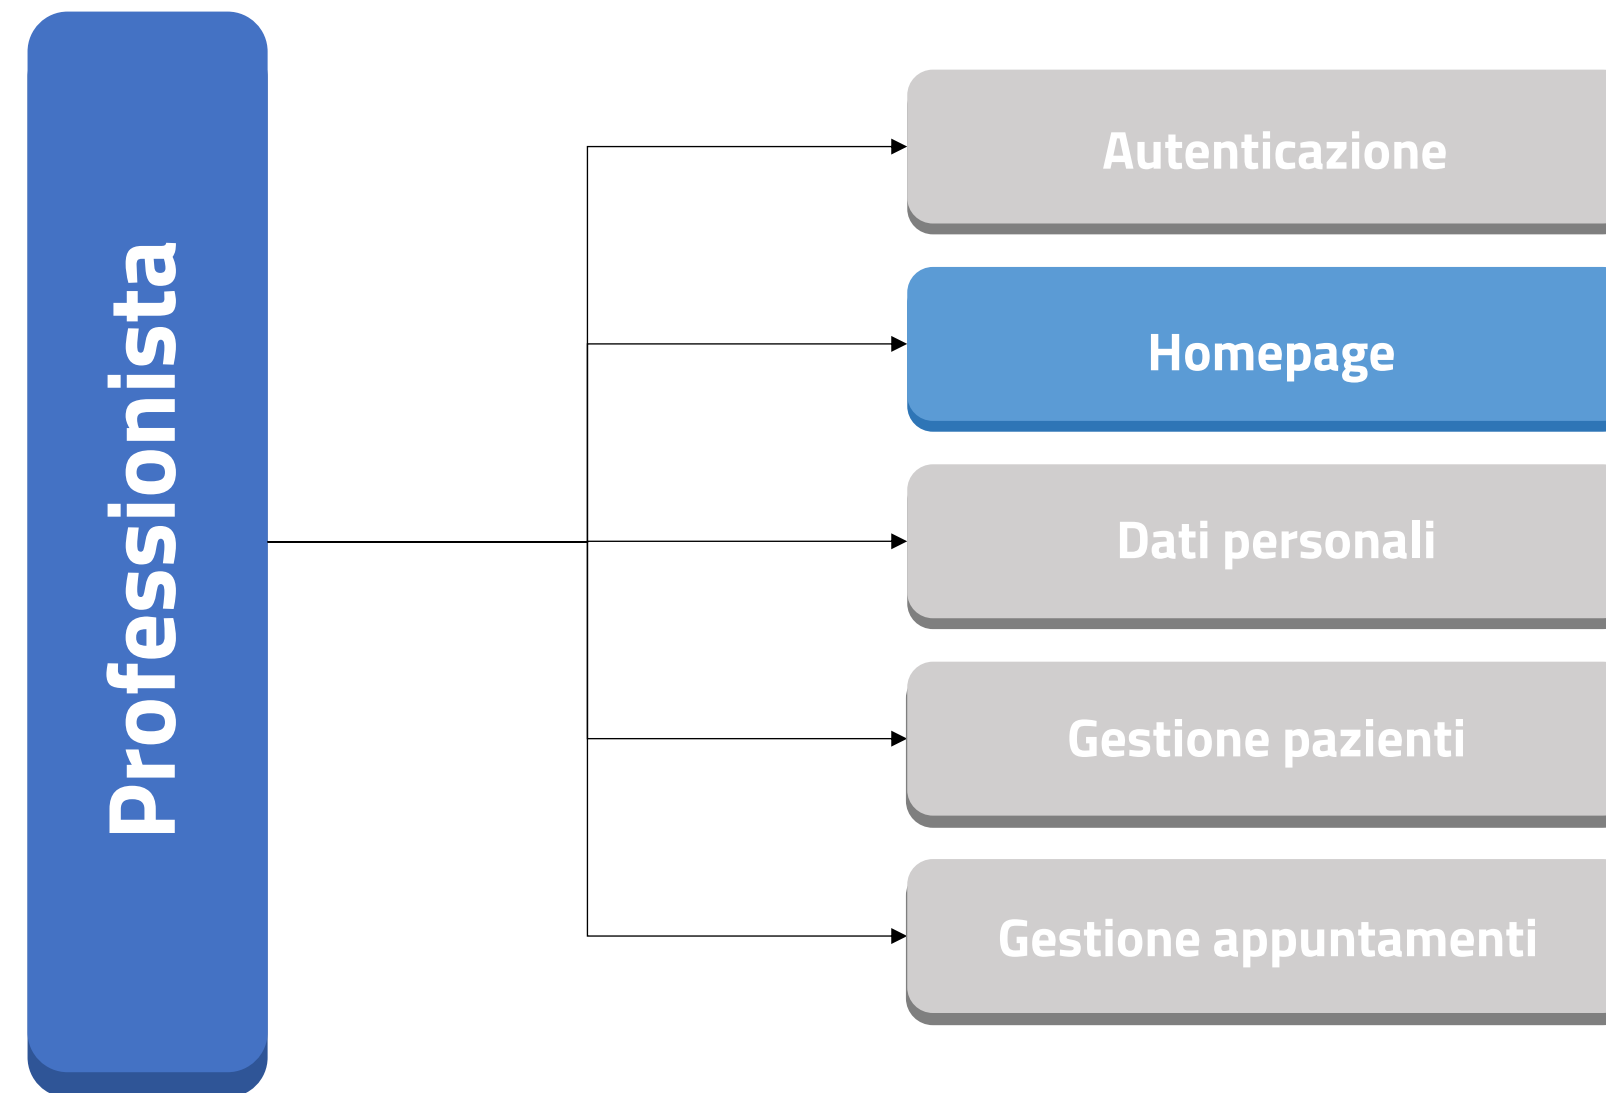 Professionista
Autenticazione
Homepage
Dati personali
Gestione pazienti
Gestione appuntamenti